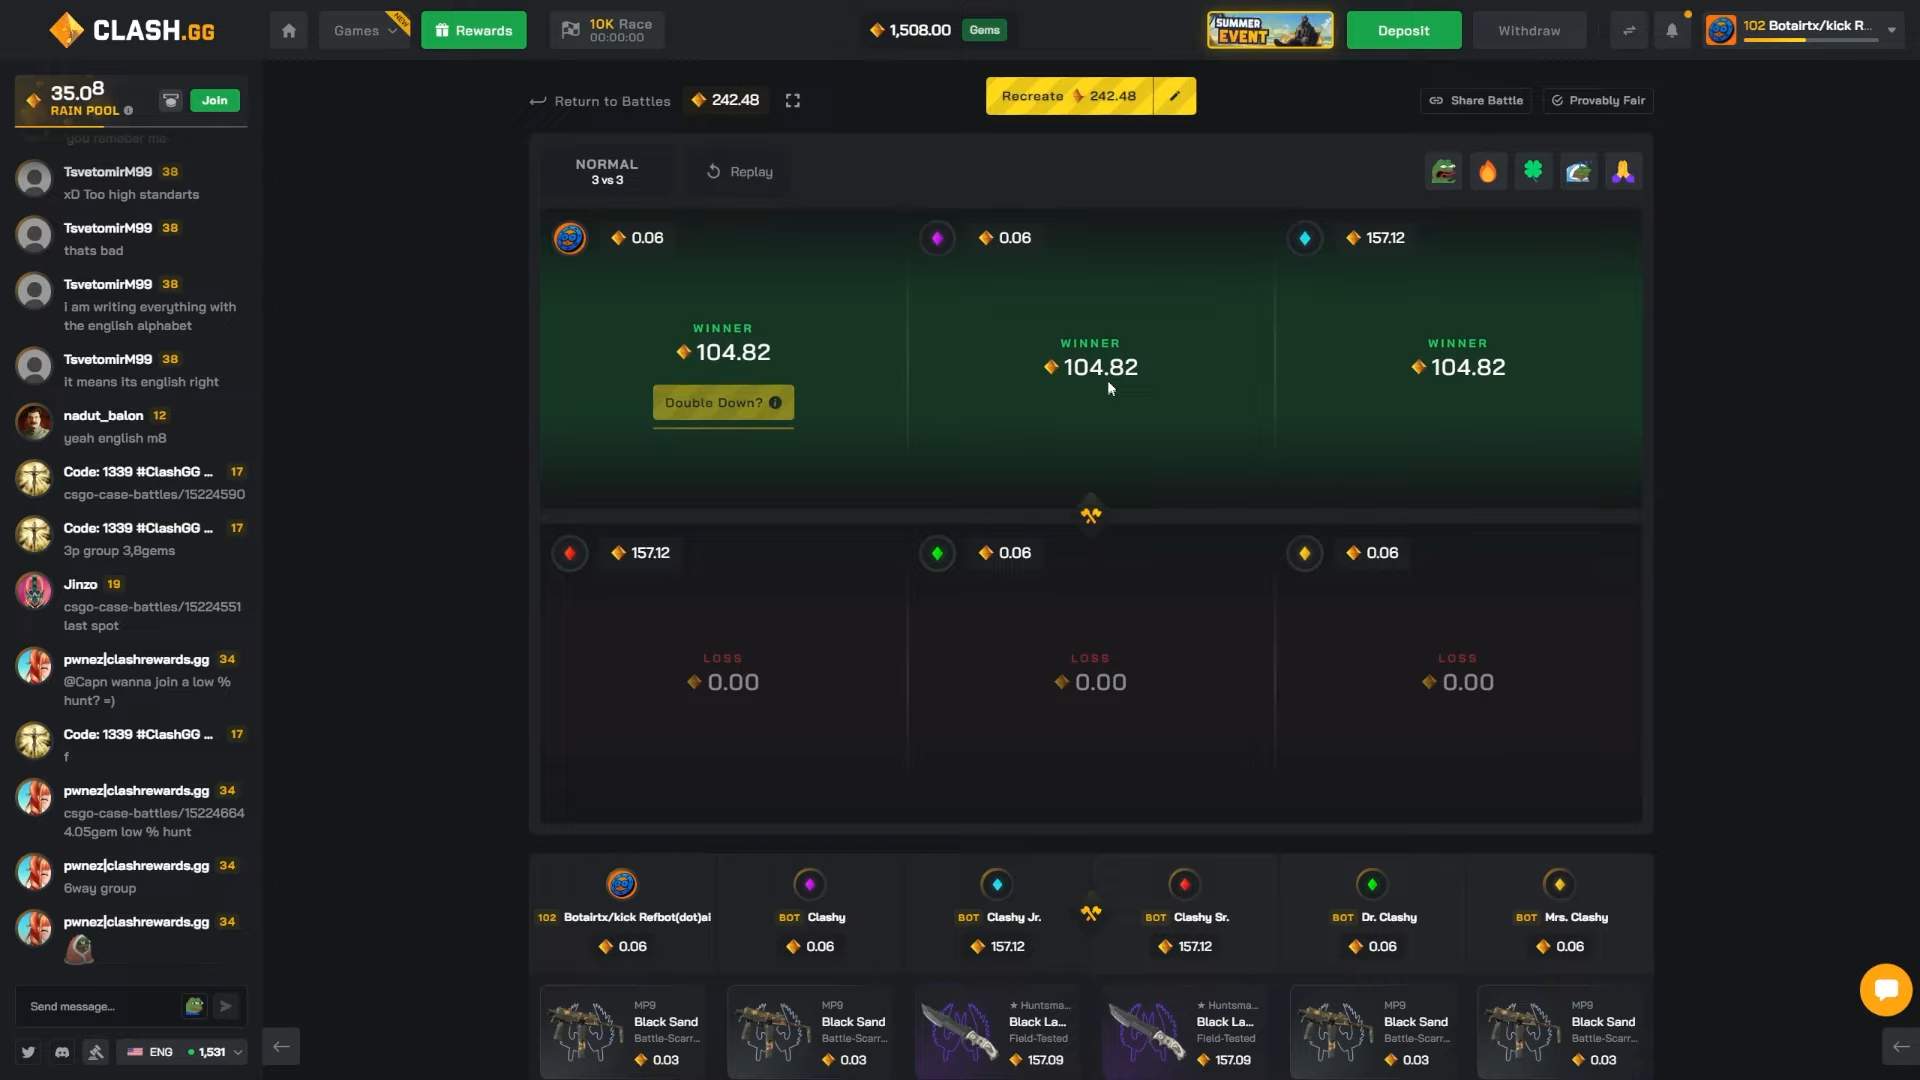 CLASH.GG
Games
NEW
Rewards
10K Race
00:00:00
1,508.00
Gems
SUMMER
EVENT
Deposit
Withdraw
102 Botairtx/kick R...
35.08
RAIN POOL
Join
Return to Battles
242.48
Recreate 242.48
Share Battle
Provably Fair
you remeber me
TsvetomirM99 38
xD Too high standarts
TsvetomirM99 38
thats bad
TsvetomirM99 38
i am writing everything with
the english alphabet
TsvetomirM99 38
it means its english right
nadut_balon 12
yeah english m8
Code: 1339 #ClashGG ... 17
csgo-case-battles/15224590
Code: 1339 #ClashGG ... 17
3p group 3,8gems
Jinzo 19
csgo-case-battles/15224551
last spot
pwnez|clashrewards.gg 34
@Capn wanna join a low %
hunt? =)
Code: 1339 #ClashGG ... 17
f
pwnez|clashrewards.gg 34
csgo-case-battles/15224664
4.05gem low % hunt
pwnez|clashrewards.gg 34
6way group
pwnez|clashrewards.gg 34
Send message...
ENG 1,531
NORMAL
3 vs 3
Replay
0.06
0.06
157.12
WINNER
104.82
Double Down?
WINNER
104.82
WINNER
104.82
157.12
0.06
0.06
LOSS
0.00
LOSS
0.00
LOSS
0.00
102 Botairtx/kick Refbot(dot)ai
0.06
BOT Clashy
0.06
BOT Clashy Jr.
157.12
BOT Clashy Sr.
157.12
BOT Dr. Clashy
0.06
BOT Mrs. Clashy
0.06
MP9
Black Sand
Battle-Scarr...
0.03
MP9
Black Sand
Battle-Scarr...
0.03
★ Huntsma...
Black La...
Field-Tested
157.09
★ Huntsma...
Black La...
Field-Tested
157.09
MP9
Black Sand
Battle-Scarr...
0.03
MP9
Black Sand
Battle-Scarr...
0.03